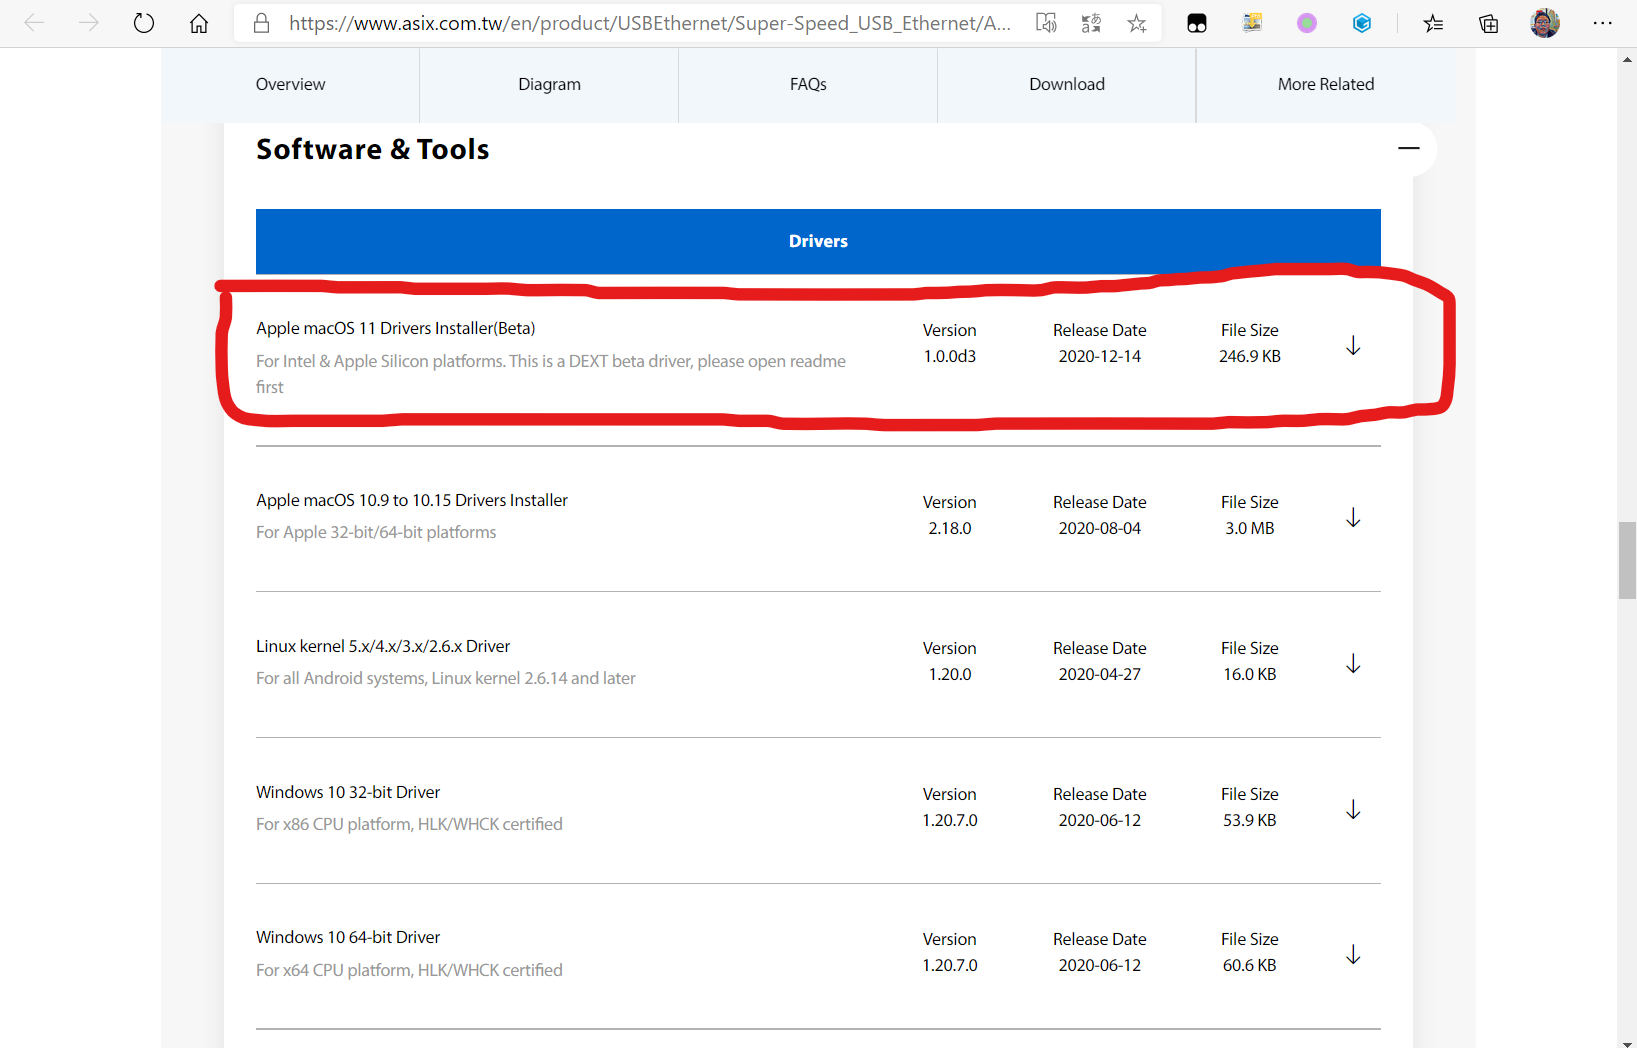 https://www.asix.com.tw/en/product/USBEthernet/Super-Speed_USB_Ethernet/A...
Overview
Diagram
FAQs
Download
More Related
Software & Tools
Drivers
Apple macOS 11 Drivers Installer(Beta)
For Intel & Apple Silicon platforms. This is a DEXT beta driver, please open readme
first
Version
1.0.0d3
Release Date
2020-12-14
File Size
246.9 KB
Apple macOS 10.9 to 10.15 Drivers Installer
For Apple 32-bit/64-bit platforms
Version
2.18.0
Release Date
2020-08-04
File Size
3.0 MB
Linux kernel 5.x/4.x/3.x/2.6.x Driver
For all Android systems, Linux kernel 2.6.14 and later
Version
1.20.0
Release Date
2020-04-27
File Size
16.0 KB
Windows 10 32-bit Driver
For x86 CPU platform, HLK/WHCK certified
Version
1.20.7.0
Release Date
2020-06-12
File Size
53.9 KB
Windows 10 64-bit Driver
For x64 CPU platform, HLK/WHCK certified
Version
1.20.7.0
Release Date
2020-06-12
File Size
60.6 KB